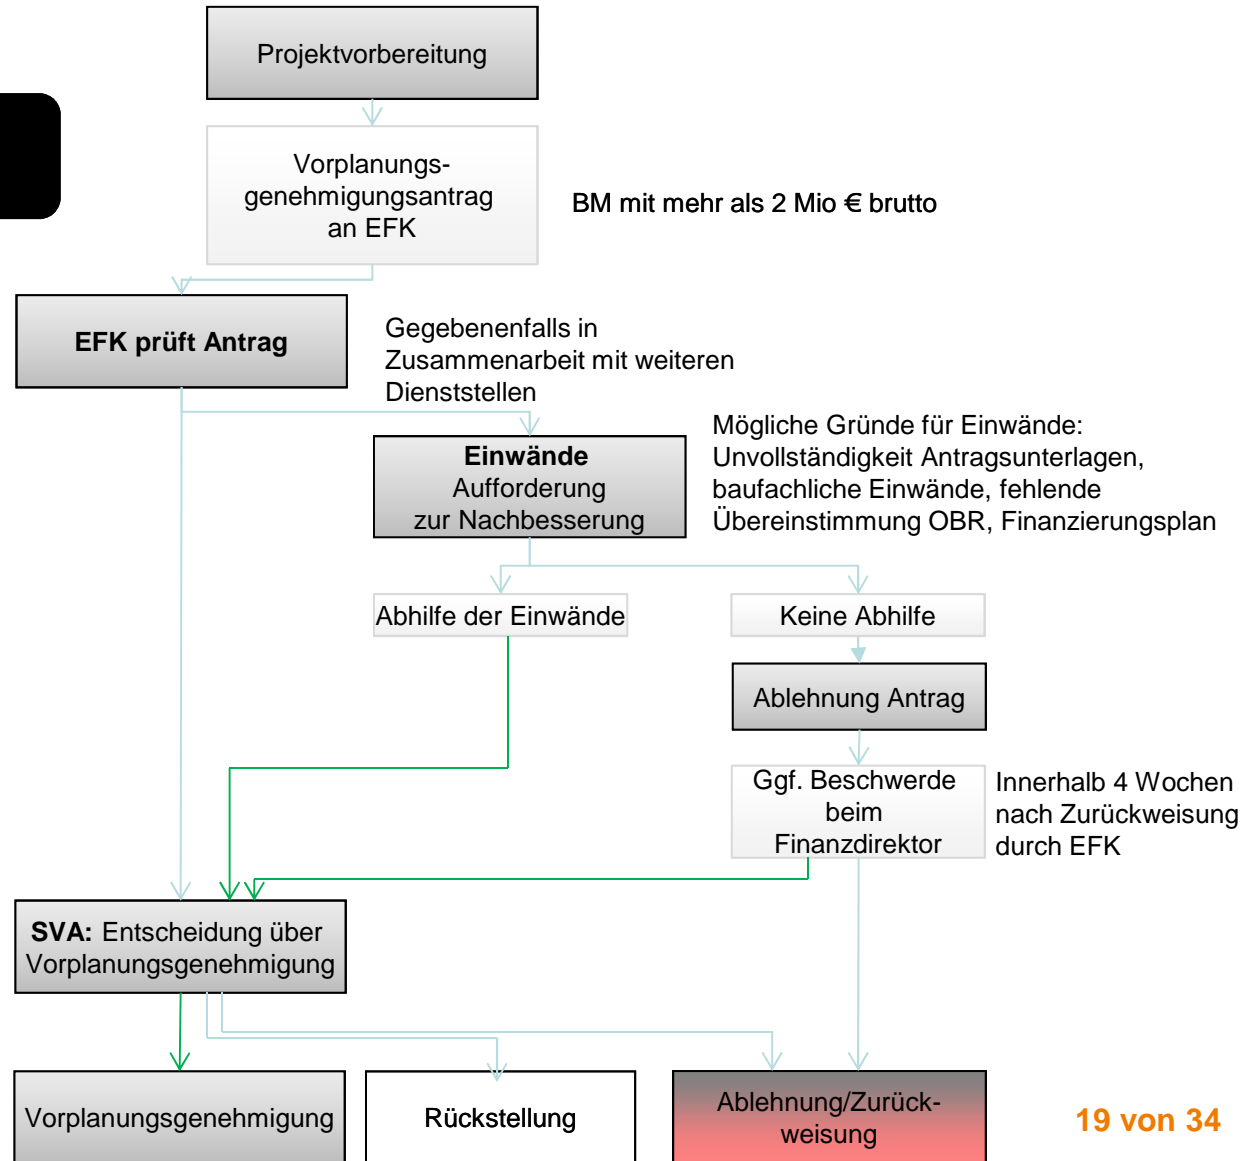 Projektvorbereitung
Vorplanungs-
genehmigungsantrag
an EFK
BM mit mehr als 2 Mio € brutto
EFK prüft Antrag
Gegebenenfalls in
Zusammenarbeit mit weiteren
Dienststellen
Einwände
Aufforderung
zur Nachbesserung
Mögliche Gründe für Einwände:
Unvollständigkeit Antragsunterlagen,
baufachliche Einwände, fehlende
Übereinstimmung OBR, Finanzierungsplan
Abhilfe der Einwände
Keine Abhilfe
Ablehnung Antrag
Ggf. Beschwerde
beim
Finanzdirektor
Innerhalb 4 Wochen
nach Zurückweisung
durch EFK
SVA: Entscheidung über
Vorplanungsgenehmigung
Vorplanungsgenehmigung
Rückstellung
Ablehnung/Zurück-
weisung
19 von 34